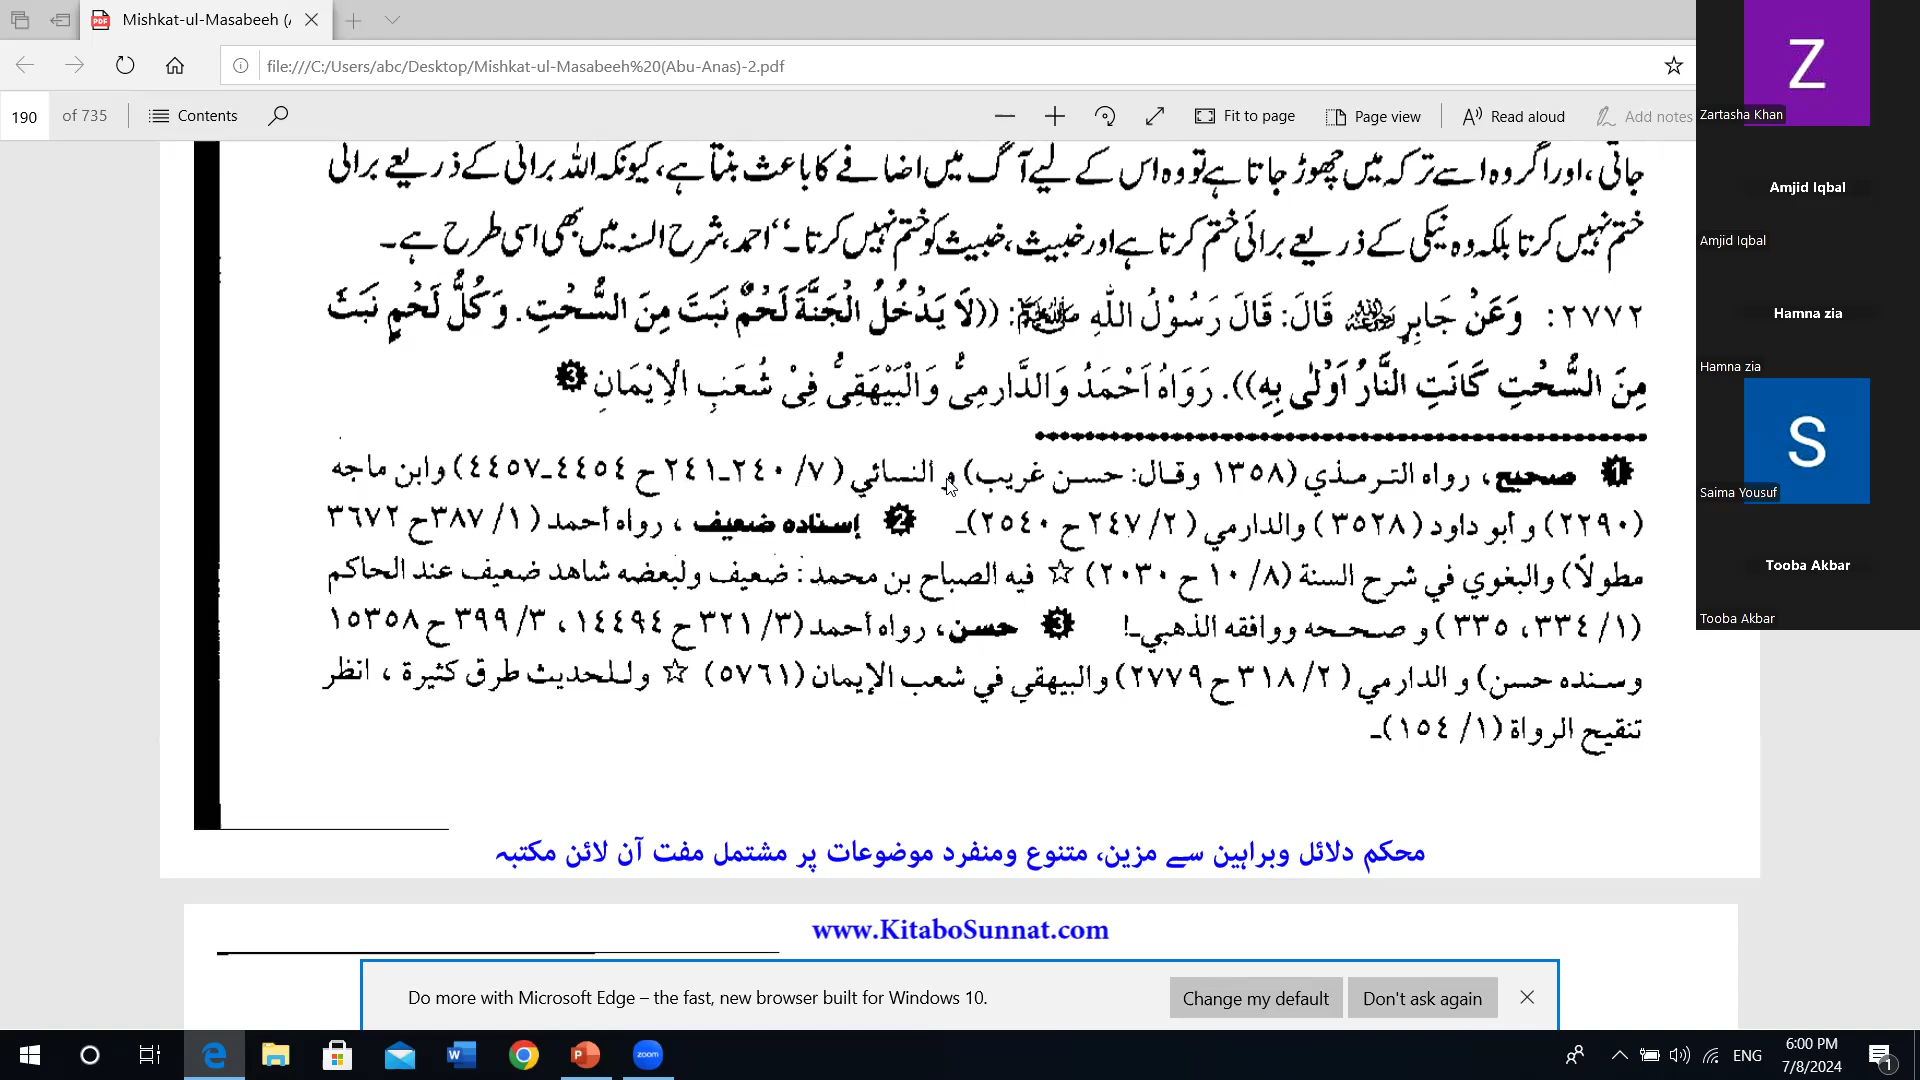 Mishkat-ul-Masabeeh (/
file:///C:/Users/abc/Desktop/Mishkat-ul-Masabeeh%20(Abu-Anas)-2.pdf
190 of 735 Contents Fit to page Page view Read aloud Add notes
جاتی ، اور اگر وہ اسے ترکہ میں چھوڑ جاتا ہے تو وہ اس کے لیے آگ میں اضافے کا باعث بنتا ہے، کیونکہ اللہ برائی کے ذریعے برائی
ختم نہیں کرتا بلکہ وہ نیکی کے ذریعے برائی ختم کرتا ہے اور خبیث ، خبیث کو ختم نہیں کرتا۔‘‘ احمد، شرح السنہ میں بھی اسی طرح ہے۔
٢٧٧٢: وَعَنْ جَابِرٍ رضي الله عنه قَالَ: قَالَ رَسُوْلُ اللّٰهِ ﷺ: ((لَا يَدْخُلُ الْجَنَّةَ لَحْمٌ نَبَتَ مِنَ السُّحْتِ. وَكُلُّ لَحْمٍ نَبَتَ
مِنَ السُّحْتِ كَانَتِ النَّارُ اَوْلٰى بِهِ)). رَوَاهُ اَحْمَدُ وَالدَّارِمِيُّ وَالْبَيْهَقِيُّ فِيْ شُعَبِ الْاِيْمَانِ ❸
❶ صحيح، رواه الترمذي (١٣٥٨ وقال: حسن غريب) و النسائي (٧/ ٢٤٠ـ٢٤١ ح ٤٤٥٤ـ٤٤٥٧) وابن ماجه
(٢٢٩٠) و أبو داود (٣٥٢٨) والدارمي (٢/ ٢٤٧ ح ٢٥٤٠)۔ ❷ إسناده ضعيف ، رواه أحمد (١/ ٣٨٧ ح ٣٦٧٢
مطولاً) والبغوي في شرح السنة (٨/ ١٠ ح ٢٠٣٠) ☆ فيه الصباح بن محمد: ضعيف ولبعضه شاهد ضعيف عند الحاكم
(١/ ٣٣٤، ٣٣٥) و صححه ووافقه الذهبي۔! ❸ حسن، رواه أحمد (٣/ ٣٢١ ح ١٤٤٩٤، ٣/ ٣٩٩ ح ١٥٣٥٨
وسنده حسن) و الدارمي (٢/ ٣١٨ ح ٢٧٧٩) والبيهقي في شعب الإيمان (٥٧٦١) ☆ وللحديث طرق كثيرة ، انظر
تنقيح الرواة (١/ ١٥٤)۔
محکم دلائل وبراہین سے مزین، متنوع ومنفرد موضوعات پر مشتمل مفت آن لائن مکتبہ
www.KitaboSunnat.com
Do more with Microsoft Edge – the fast, new browser built for Windows 10. Change my default Don't ask again
Z
Zartasha Khan
Amjid Iqbal
Amjid Iqbal
Hamna zia
Hamna zia
S
Saima Yousuf
Tooba Akbar
Tooba Akbar
zoom
ENG
6:00 PM
7/8/2024
1